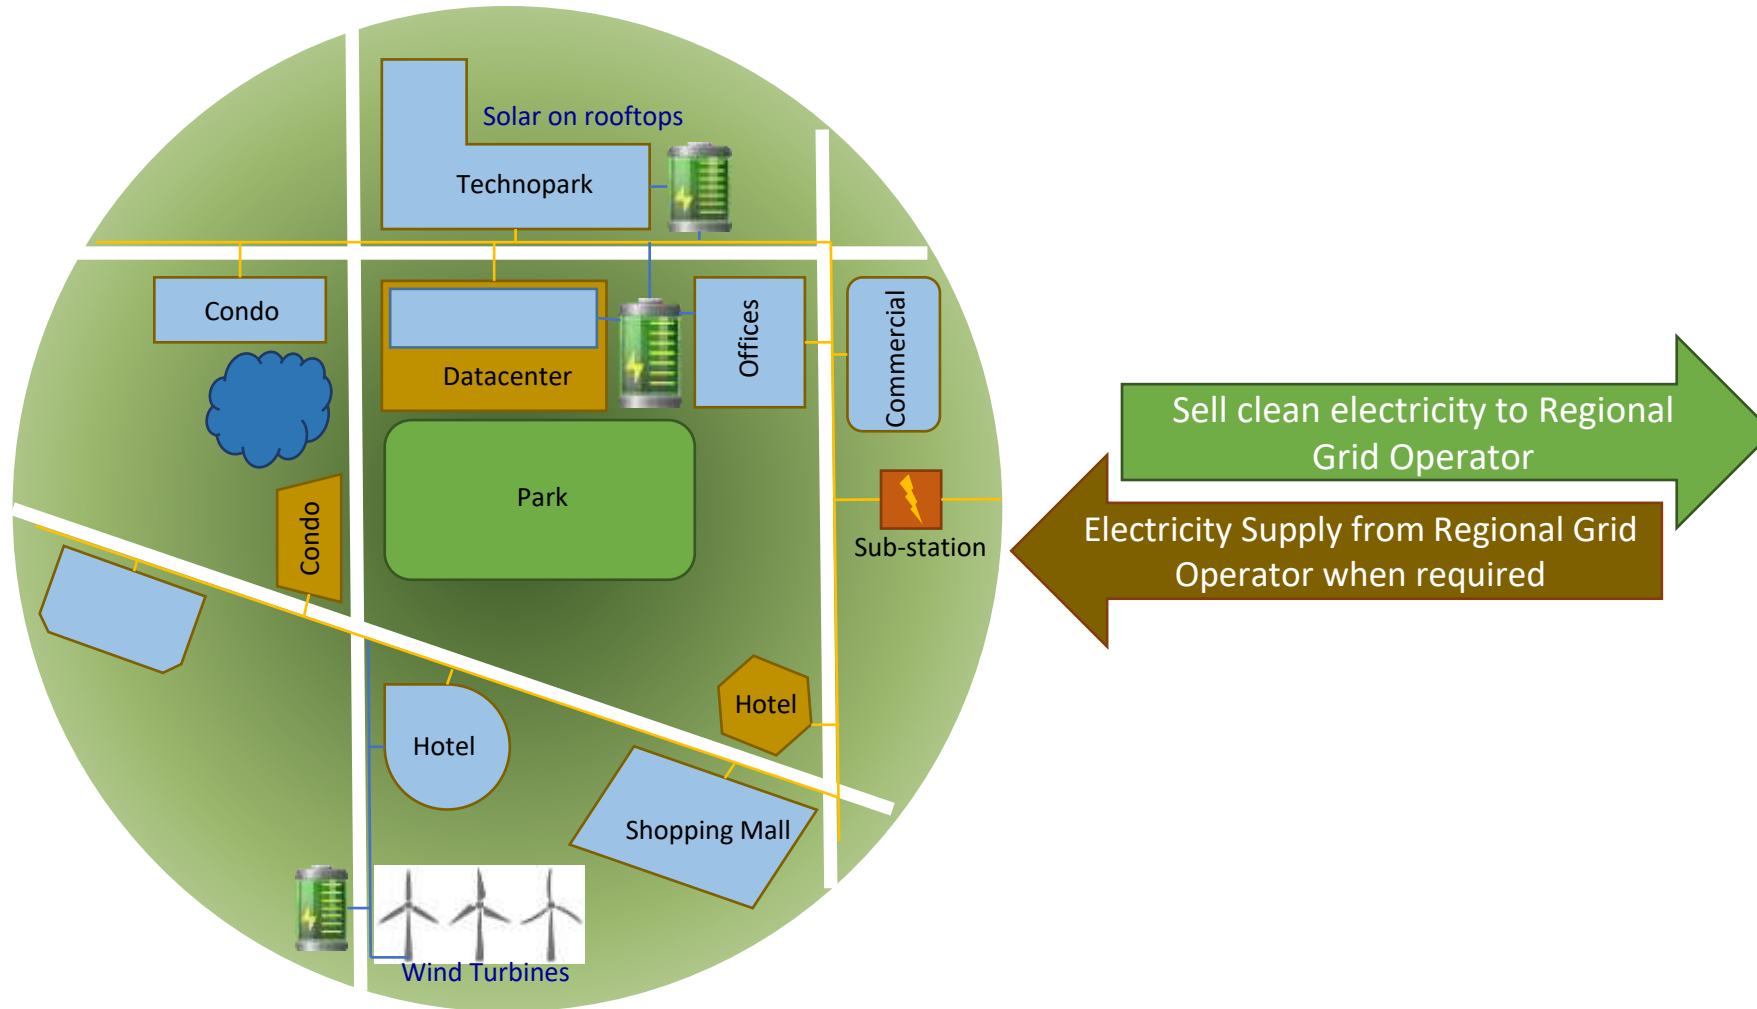 Solar on rooftops
Technopark
Condo
Datacenter
Offices
Commercial
Park
Condo
Sub-station
Hotel
Hotel
Shopping Mall
Wind Turbines
Sell clean electricity to Regional
Grid Operator
Electricity Supply from Regional Grid
Operator when required